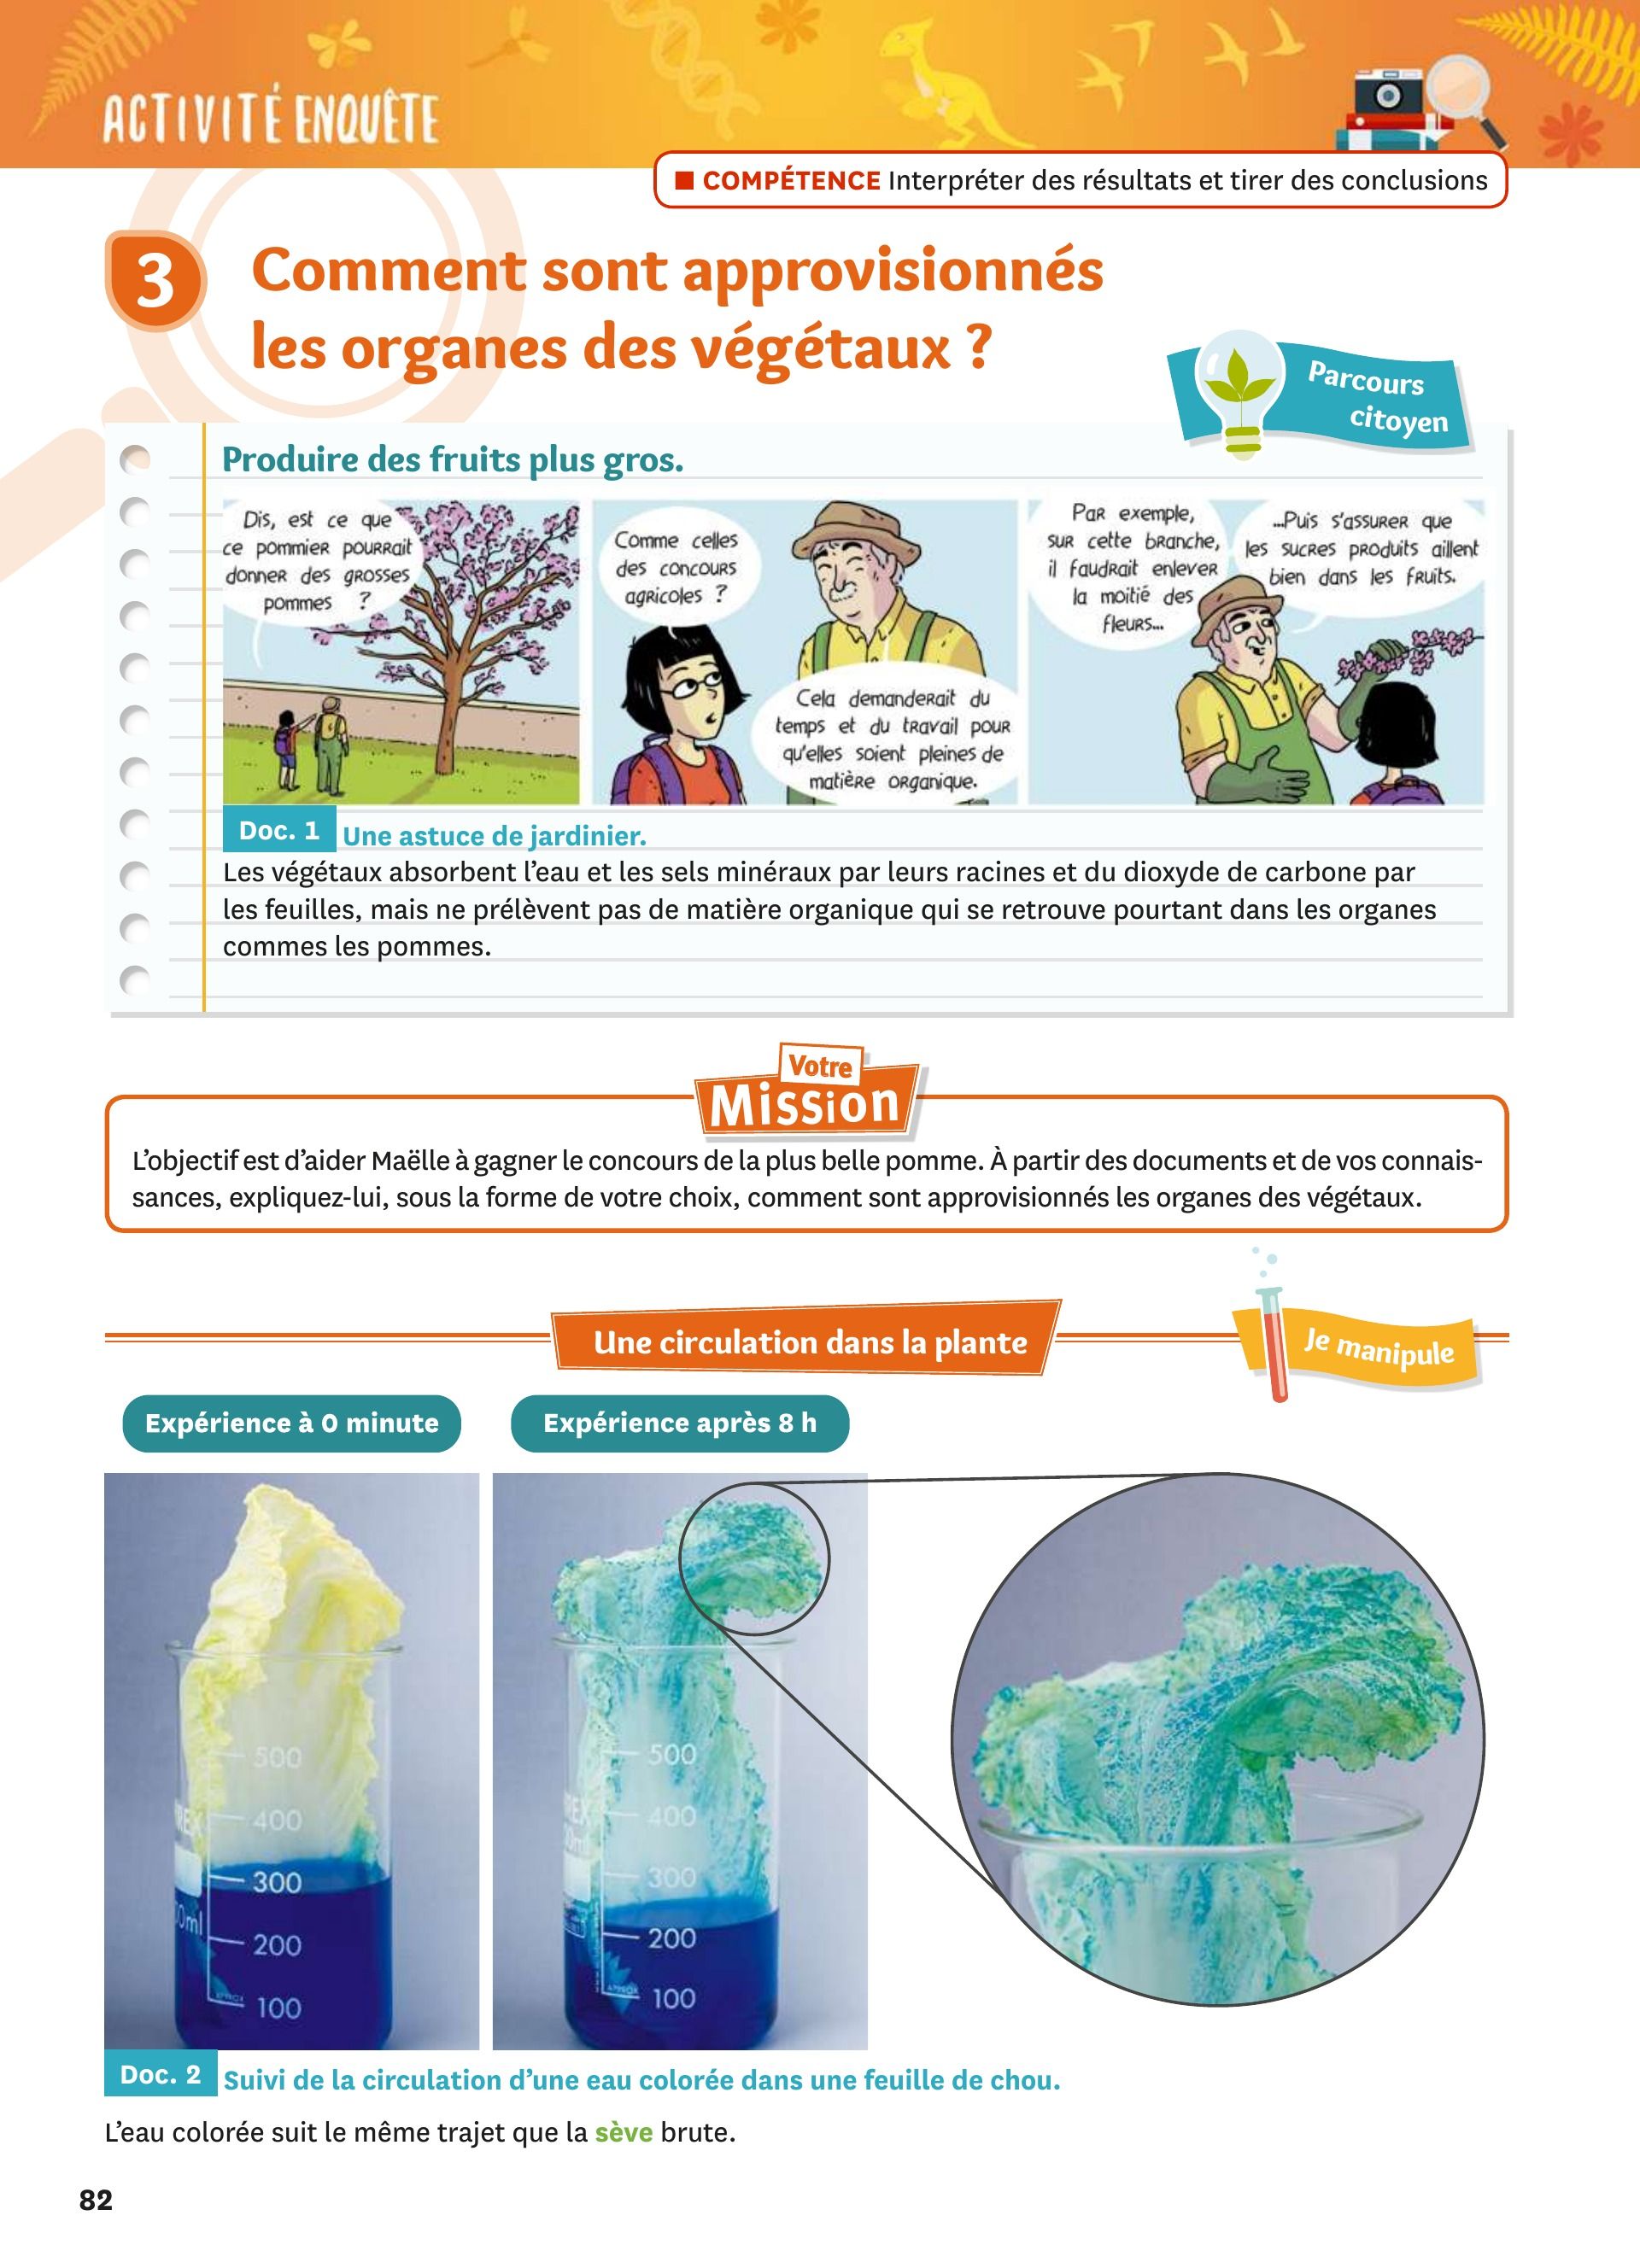 ACTIVITÉ ENQUÊTE
■ COMPÉTENCE Interpréter des résultats et tirer des conclusions
3
Comment sont approvisionnés
les organes des végétaux ?
Parcours
citoyen
Produire des fruits plus gros.
Dis, est ce que
ce pommier pourrait
donner des grosses
pommes ?
Comme celles
des concours
agricoles ?
Cela demanderait du
temps et du travail pour
qu'elles soient pleines de
matière organique.
Par exemple,
sur cette branche,
il faudrait enlever
la moitié des
fleurs...
...Puis s'assurer que
les sucres produits aillent
bien dans les fruits.
Doc. 1 Une astuce de jardinier.
Les végétaux absorbent l'eau et les sels minéraux par leurs racines et du dioxyde de carbone par
les feuilles, mais ne prélèvent pas de matière organique qui se retrouve pourtant dans les organes
commes les pommes.
Votre
Mission
L'objectif est d'aider Maëlle à gagner le concours de la plus belle pomme. À partir des documents et de vos connais-
sances, expliquez-lui, sous la forme de votre choix, comment sont approvisionnés les organes des végétaux.
Une circulation dans la plante
Je manipule
Expérience à 0 minute
Expérience après 8 h
500
400
300
200
100
500
400
300
200
100
Doc. 2 Suivi de la circulation d'une eau colorée dans une feuille de chou.
L'eau colorée suit le même trajet que la sève brute.
82